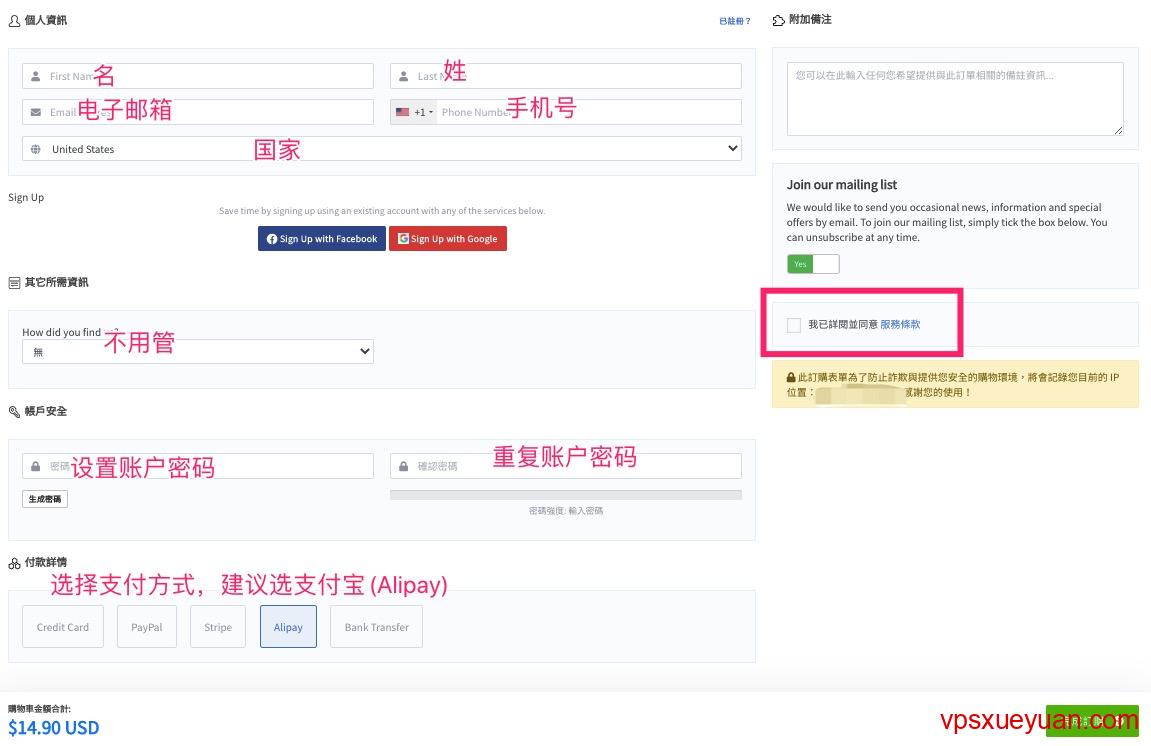 個人資訊
已註冊？
First Nam
名
Last N
姓
Email
电子邮箱
+1
Phone Number
手机号
United States
国家
Sign Up
Save time by signing up using an existing account with any of the services below.
Sign Up with Facebook
Sign Up with Google
其它所需資訊
How did you find
不用管
無
帳戶安全
密碼
设置账户密码
確認密碼
重复账户密码
生成密碼
密碼強度: 輸入密碼
付款詳情
选择支付方式，建议选支付宝(Alipay)
Credit Card
PayPal
Stripe
Alipay
Bank Transfer
附加備注
您可以在此輸入任何您希望提供與此訂單相關的備註資訊...
Join our mailing list
We would like to send you occasional news, information and special
offers by email. To join our mailing list, simply tick the box below. You
can unsubscribe at any time.
Yes
我已詳閱並同意 服務條款
此訂購表單為了防止詐欺與提供您安全的購物環境，將會記錄您目前的 IP
位置：
感謝您的使用！
購物車金額合計:
$14.90 USD
vpsxueyuan.com